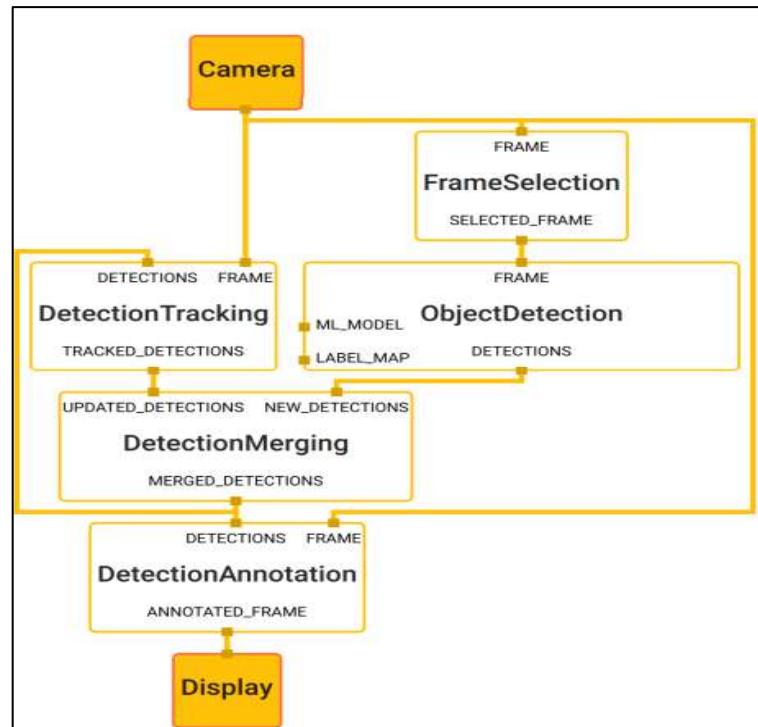 Camera
FRAME
FrameSelection
SELECTED_FRAME
DETECTIONS FRAME
DetectionTracking
TRACKED_DETECTIONS
FRAME
ObjectDetection
ML_MODEL
LABEL_MAP
DETECTIONS
UPDATED_DETECTIONS NEW_DETECTIONS
DetectionMerging
MERGED_DETECTIONS
DETECTIONS FRAME
DetectionAnnotation
ANNOTATED_FRAME
Display